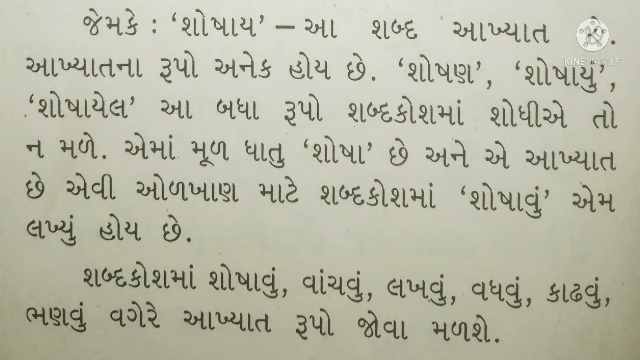 જેમકે : ‘શોષાય’ – આ શબ્દ આખ્યાત છે.
આખ્યાતના રૂપો અનેક હોય છે. ‘શોષણ’, ‘શોષાયું’,
‘શોષાયેલ’ આ બધા રૂપો શબ્દકોશમાં શોધીએ તો
ન મળે. એમાં મૂળ ધાતુ ‘શોષા’ છે અને એ આખ્યાત
છે એવી ઓળખાણ માટે શબ્દકોશમાં ‘શોષાવું’ એમ
લખ્યું હોય છે.
શબ્દકોશમાં શોષાવું, વાંચવું, લખવું, વધવું, કાઢવું,
ભણવું વગેરે આખ્યાત રૂપો જોવા મળશે.
KINEMASTER